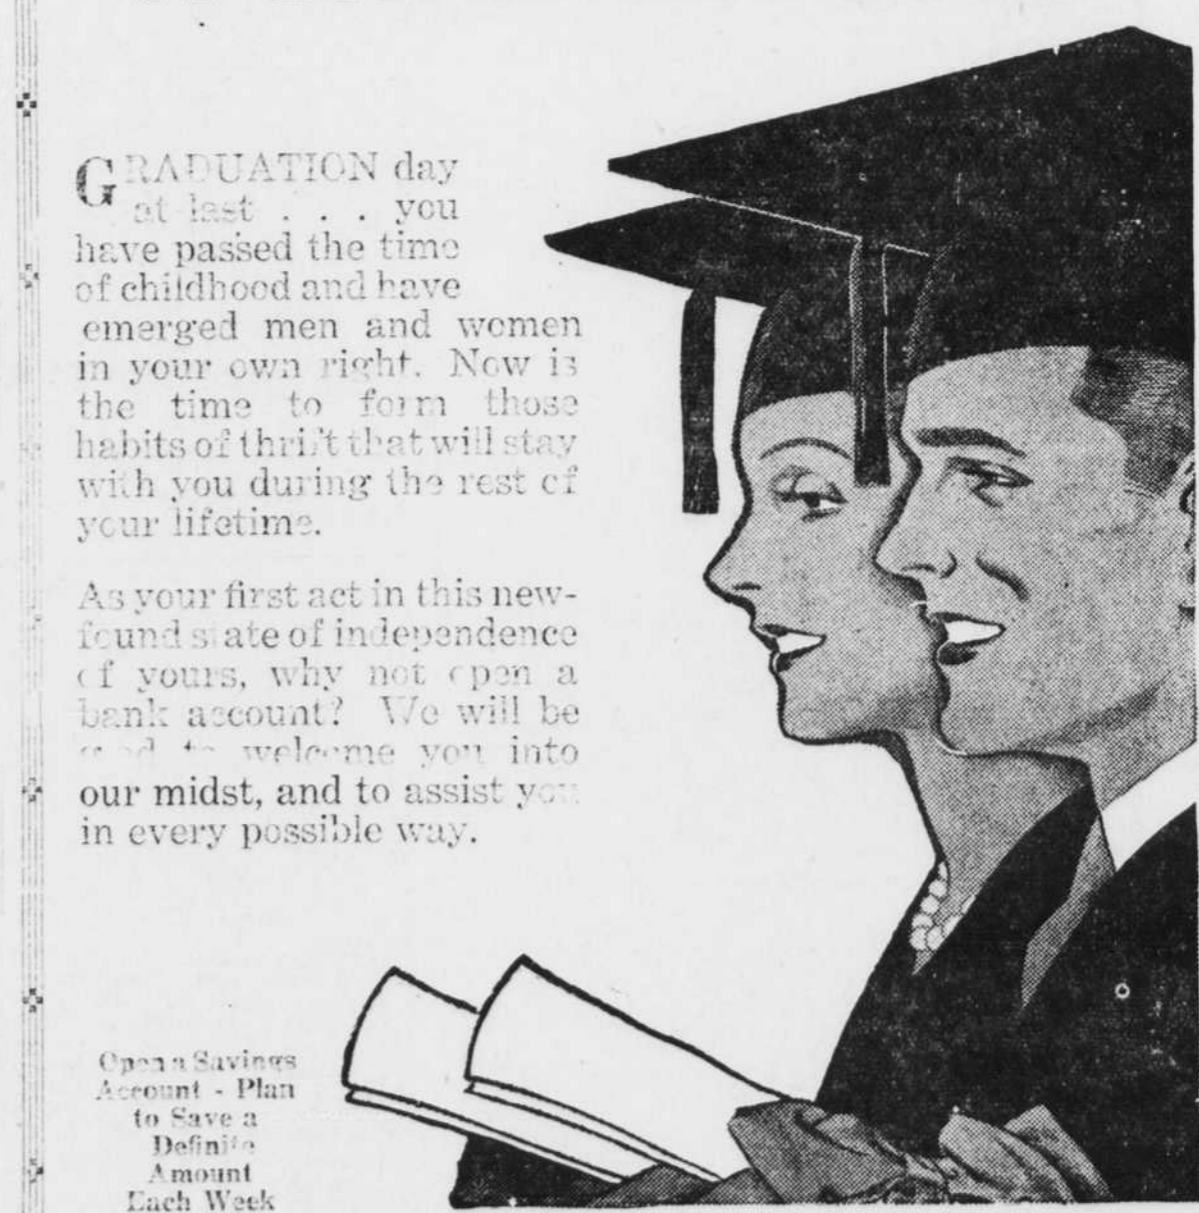 GRADUATION day
at last . . . you
have passed the time
of childhood and have
emerged men and women
in your own right. Now is
the time to form those
habits of thrift that will stay
with you during the rest of
your lifetime.
As your first act in this new-
found state of independence
of yours, why not open a
bank account? We will be
to welcome you into
our midst, and to assist you
in every possible way.
Open a Savings
Account - Plan
to Save a
Definite
Amount
Each Week